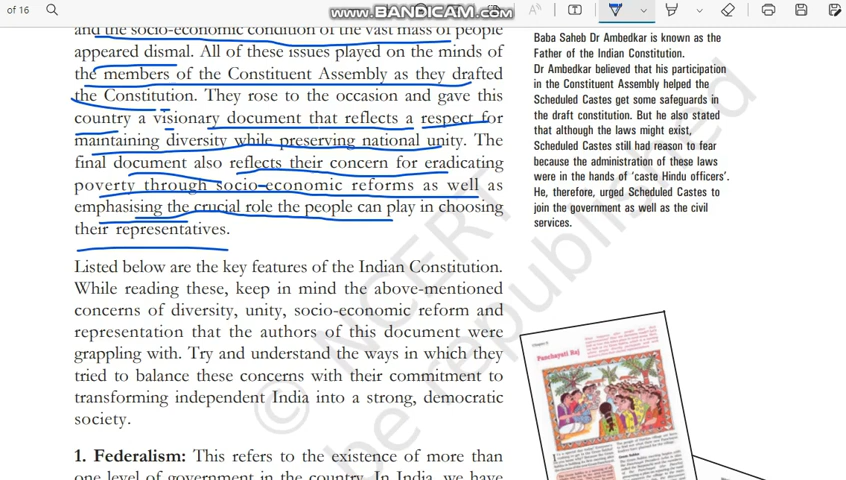 of 16
www.BANDICAM.com
and the socio-economic condition of the vast mass of people
appeared dismal. All of these issues played on the minds of
the members of the Constituent Assembly as they drafted
the Constitution. They rose to the occasion and gave this
country a visionary document that reflects a respect for
maintaining diversity while preserving national unity. The
final document also reflects their concern for eradicating
poverty through socio-economic reforms as well as
emphasising the crucial role the people can play in choosing
their representatives.
Listed below are the key features of the Indian Constitution.
While reading these, keep in mind the above-mentioned
concerns of diversity, unity, socio-economic reform and
representation that the authors of this document were
grappling with. Try and understand the ways in which they
tried to balance these concerns with their commitment to
transforming independent India into a strong, democratic
society.
1. Federalism: This refers to the existence of more than
one level of government in the country. In India, we have
Baba Saheb Dr Ambedkar is known as the
Father of the Indian Constitution.
Dr Ambedkar believed that his participation
in the Constituent Assembly helped the
Scheduled Castes get some safeguards in
the draft constitution. But he also stated
that although the laws might exist,
Scheduled Castes still had reason to fear
because the administration of these laws
were in the hands of ‘caste Hindu officers’.
He, therefore, urged Scheduled Castes to
join the government as well as the civil
services.
Panchayati Raj
© NCERT
be republished